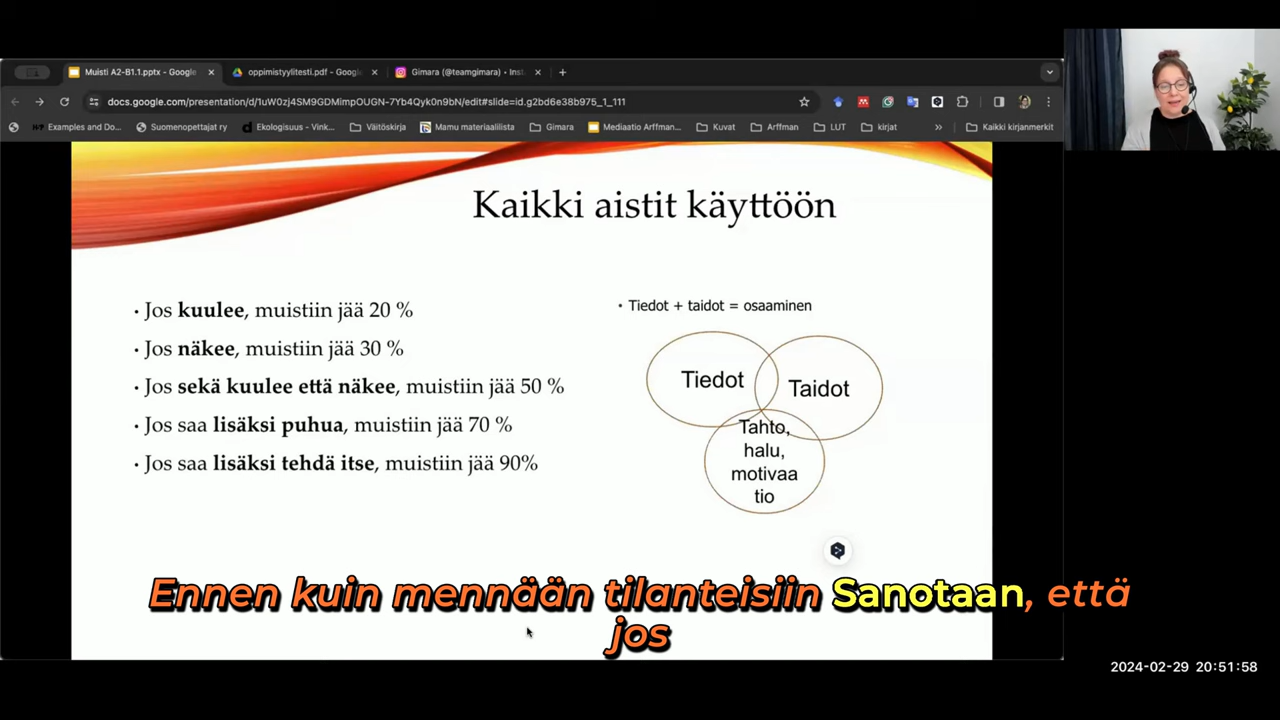 Muisti A2-B1.1.pptx - Google
oppimistyylitesti.pdf - Goog
Gimara (@teamgimara) • Inst
docs.google.com/presentation/d/1uW0zj4SM9GDMimpOUGN-7Yb4Qyk0n9bN/edit#slide=id.g2bd6e38b975_1_111
Examples and Do...
Suomenopettajat ry
Ekologisuus - Vink...
Väitöskirja
Mamu materiaalilista
Gimara
Mediaatio Arffman...
Kuvat
Arffman
LUT
kirjat
»
Kaikki kirjanmerkit
Kaikki aistit käyttöön
• Jos kuulee, muistiin jää 20 %
• Jos näkee, muistiin jää 30 %
• Jos sekä kuulee että näkee, muistiin jää 50 %
• Jos saa lisäksi puhua, muistiin jää 70 %
• Jos saa lisäksi tehdä itse, muistiin jää 90%
• Tiedot + taidot = osaaminen
Tiedot
Taidot
Tahto,
halu,
motivaa
tio
Ennen kuin mennään tilanteisiin Sanotaan, että
jos
2024-02-29 20:51:58